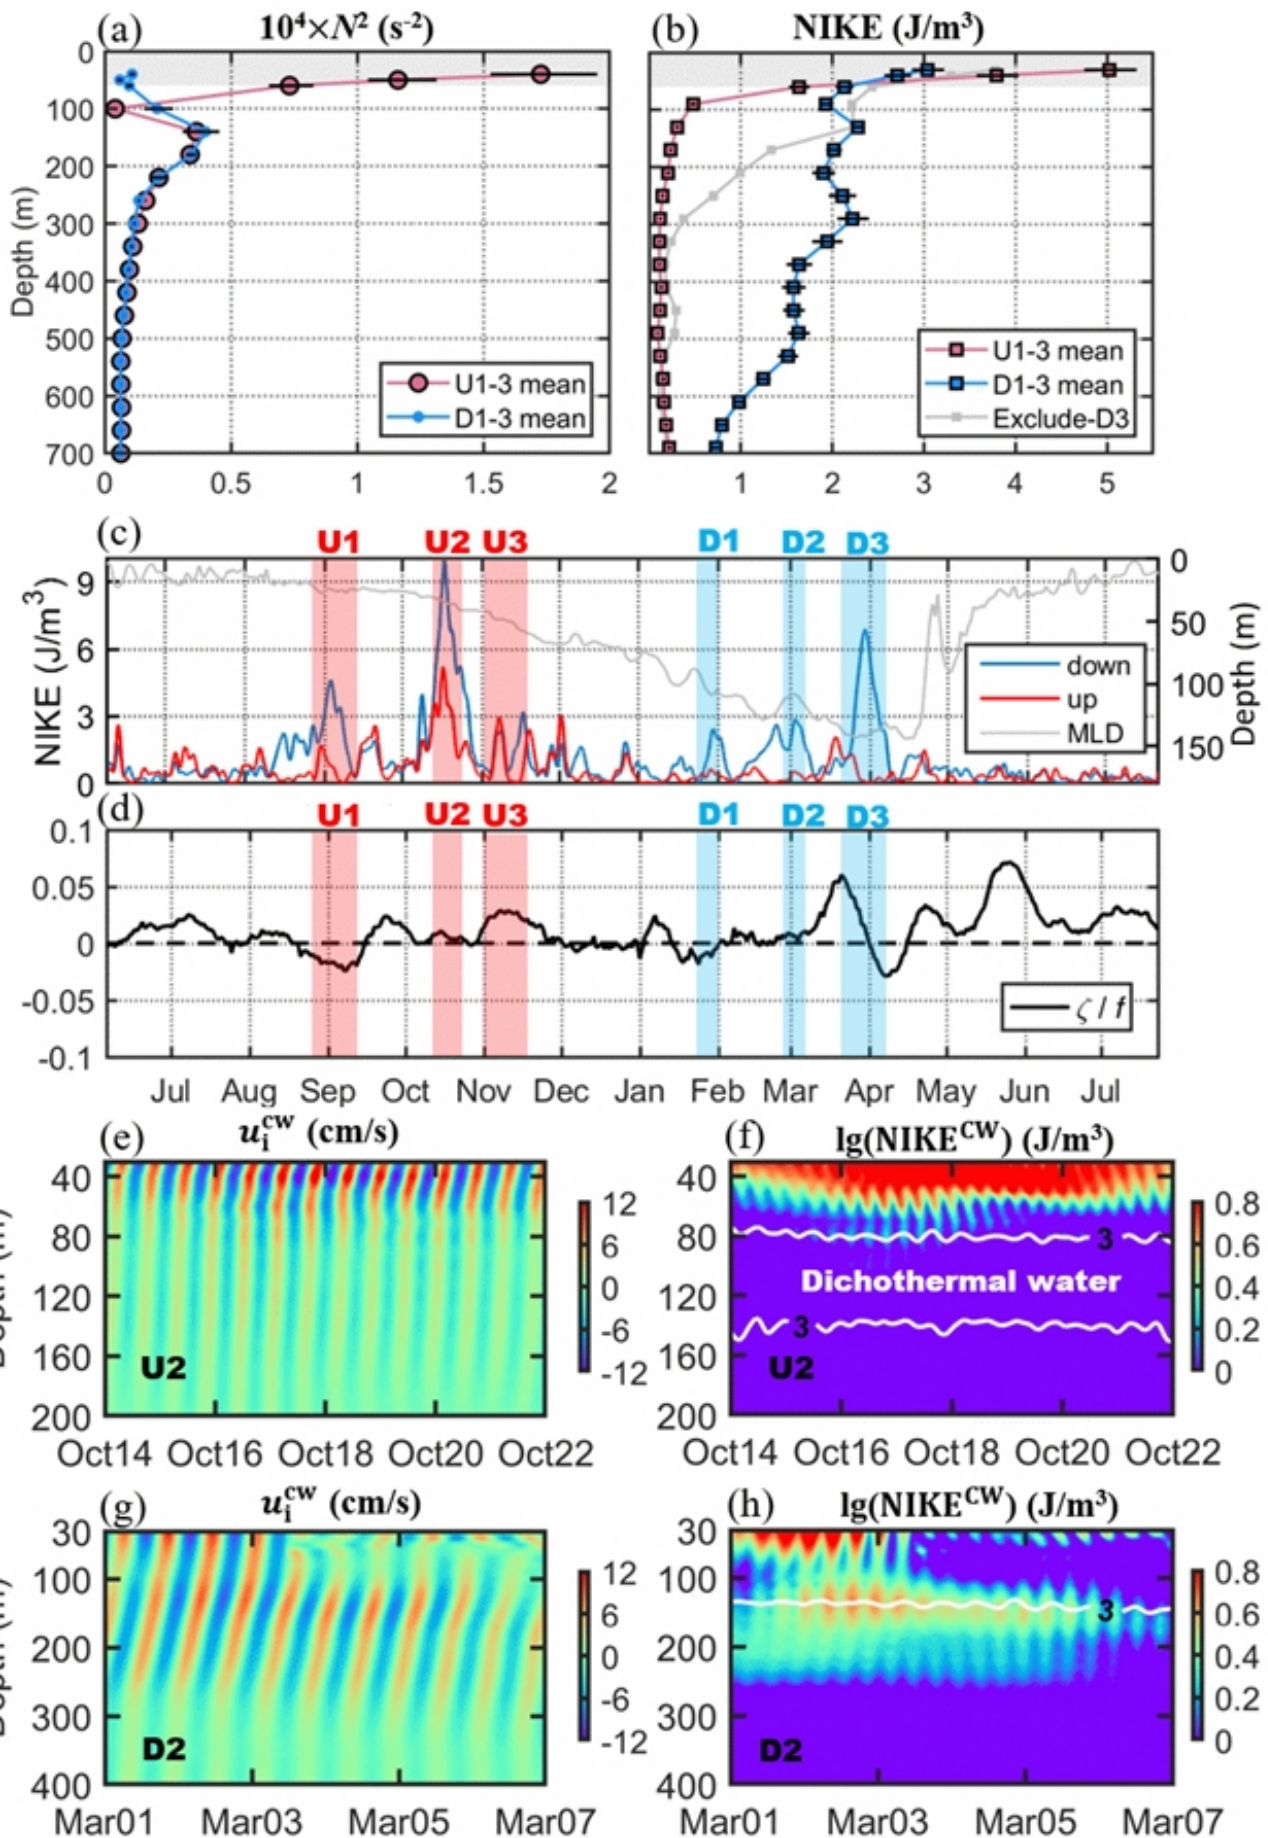 (a) 10⁴×N² (s⁻²)
(b) NIKE (J/m³)
0
100
200
300
400
500
600
700
Depth (m)
U1-3 mean
D1-3 mean
U1-3 mean
D1-3 mean
Exclude-D3
0 0.5 1 1.5 2
1 2 3 4 5
(c)
U1 U2 U3 D1 D2 D3
NIKE (J/m³)
9
6
3
0
0
50
100
150
Depth (m)
down
up
MLD
(d)
U1 U2 U3 D1 D2 D3
0.1
0.05
0
-0.05
-0.1
ζ / f
Jul Aug Sep Oct Nov Dec Jan Feb Mar Apr May Jun Jul
(e) uᵢᶜʷ (cm/s)
(f) lg(NIKEᶜᵂ) (J/m³)
40
80
120
160
200
U2
12
6
0
-6
-12
Oct14 Oct16 Oct18 Oct20 Oct22
40
80
120
160
200
3
Dichothermal water
3
U2
0.8
0.6
0.4
0.2
0
Oct14 Oct16 Oct18 Oct20 Oct22
(g) uᵢᶜʷ (cm/s)
(h) lg(NIKEᶜᵂ) (J/m³)
30
100
200
300
400
D2
12
6
0
-6
-12
Mar01 Mar03 Mar05 Mar07
30
100
200
300
400
3
D2
0.8
0.6
0.4
0.2
0
Mar01 Mar03 Mar05 Mar07